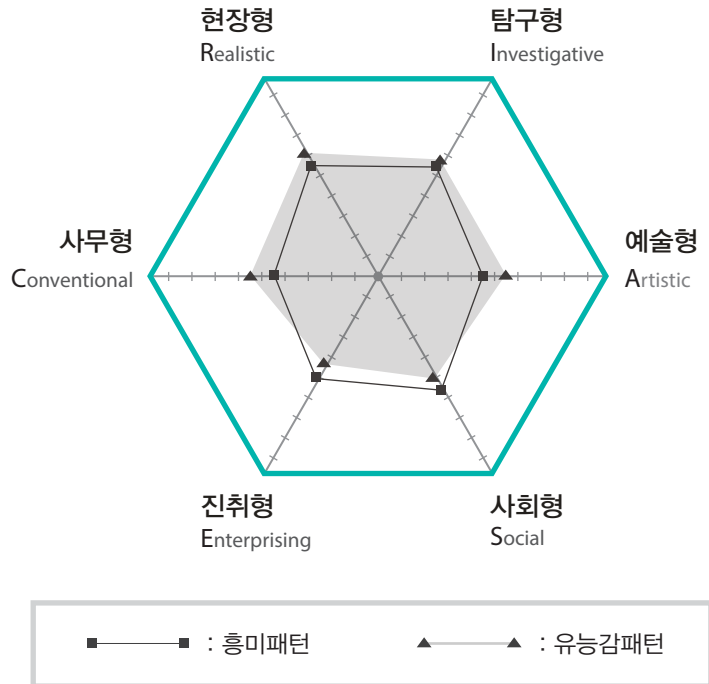 현장형
Realistic
탐구형
Investigative
사무형
Conventional
예술형
Artistic
진취형
Enterprising
사회형
Social
: 흥미패턴
: 유능감패턴